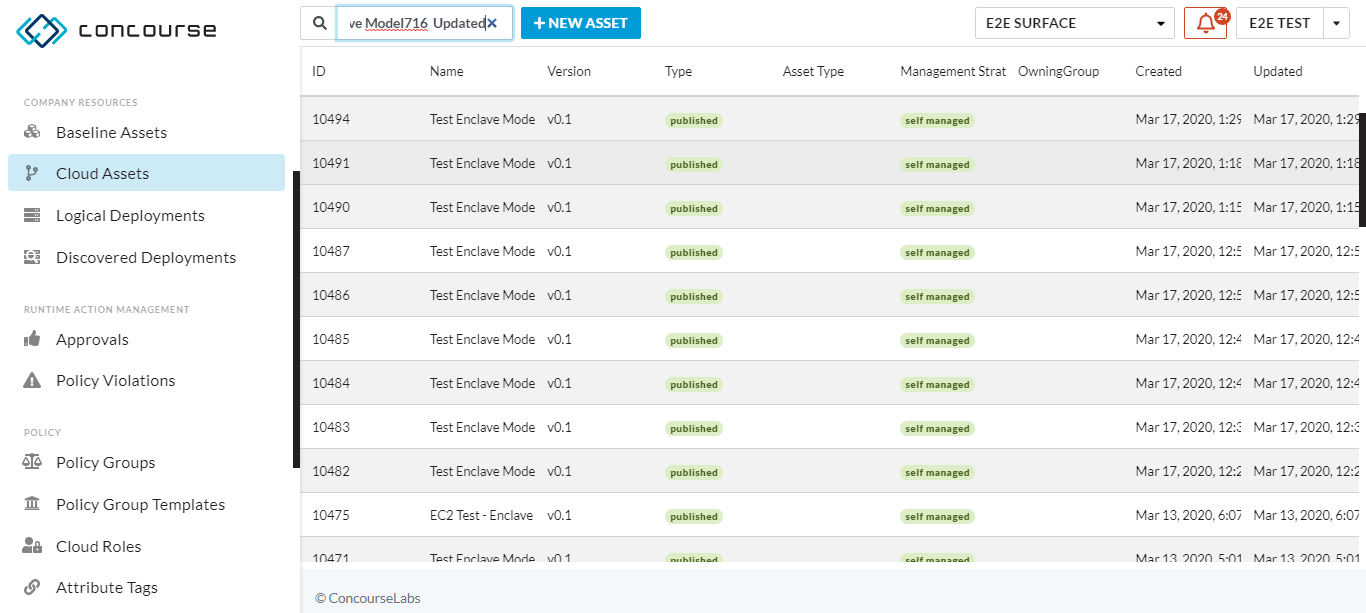 concourse
ve Model716 Updated
NEW ASSET
E2E SURFACE
24
E2E TEST
COMPANY RESOURCES
Baseline Assets
Cloud Assets
Logical Deployments
Discovered Deployments
RUNTIME ACTION MANAGEMENT
Approvals
Policy Violations
POLICY
Policy Groups
Policy Group Templates
Cloud Roles
Attribute Tags
ID Name Version Type Asset Type Management Strat OwningGroup Created Updated
10494 Test Enclave Mode v0.1 published self managed Mar 17, 2020, 1:29 Mar 17, 2020, 1:29
10491 Test Enclave Mode v0.1 published self managed Mar 17, 2020, 1:18 Mar 17, 2020, 1:18
10490 Test Enclave Mode v0.1 published self managed Mar 17, 2020, 1:15 Mar 17, 2020, 1:15
10487 Test Enclave Mode v0.1 published self managed Mar 17, 2020, 12:5 Mar 17, 2020, 12:5
10486 Test Enclave Mode v0.1 published self managed Mar 17, 2020, 12:5 Mar 17, 2020, 12:5
10485 Test Enclave Mode v0.1 published self managed Mar 17, 2020, 12:4 Mar 17, 2020, 12:4
10484 Test Enclave Mode v0.1 published self managed Mar 17, 2020, 12:4 Mar 17, 2020, 12:4
10483 Test Enclave Mode v0.1 published self managed Mar 17, 2020, 12:3 Mar 17, 2020, 12:3
10482 Test Enclave Mode v0.1 published self managed Mar 17, 2020, 12:2 Mar 17, 2020, 12:2
10475 EC2 Test - Enclave v0.1 published self managed Mar 13, 2020, 6:07 Mar 13, 2020, 6:07
10471 Test Enclave Mode v0.1 published self managed Mar 13, 2020, 5:01 Mar 13, 2020, 5:01
© ConcourseLabs